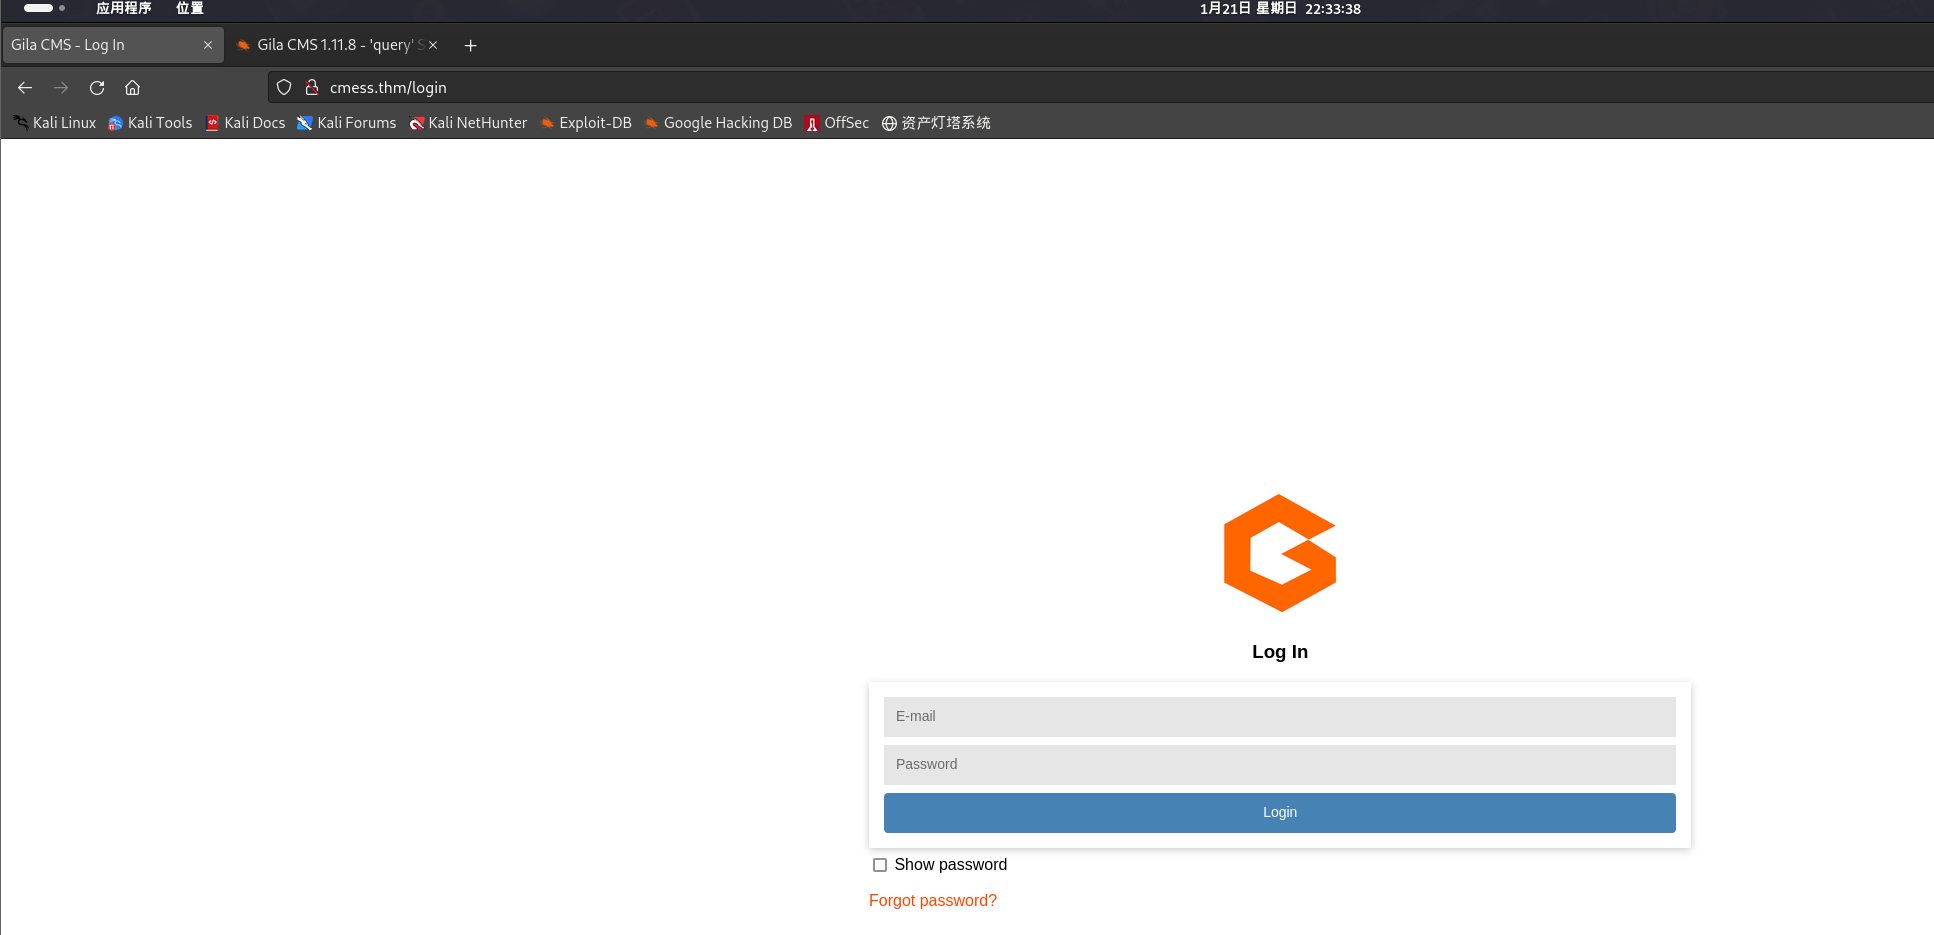 应用程序 位置 1月21日 星期日 22:33:38
Gila CMS - Log In Gila CMS 1.11.8 - 'query' S
cmess.thm/login
Kali Linux Kali Tools Kali Docs Kali Forums Kali NetHunter Exploit-DB Google Hacking DB OffSec 资产灯塔系统
Log In
E-mail
Password
Login
Show password
Forgot password?